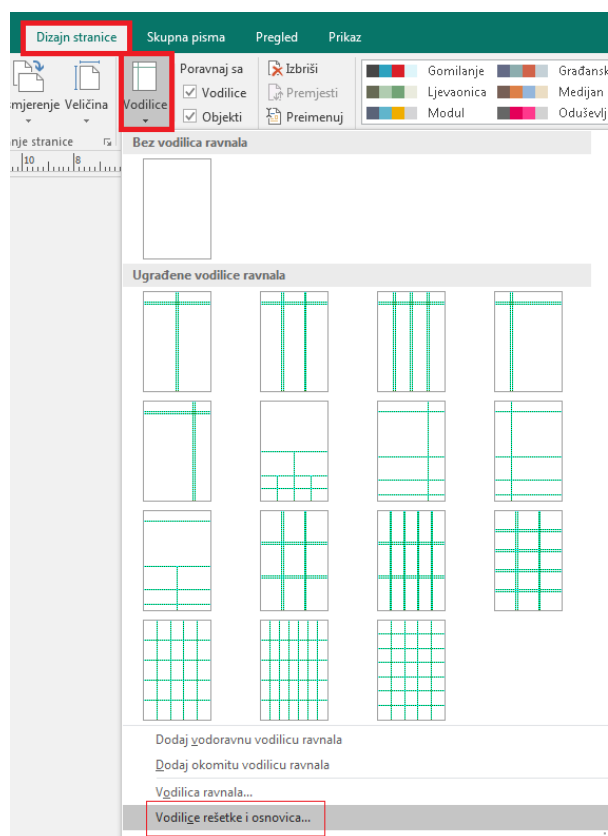 Dizajn stranice Skupna pisma Pregled Prikaz
Poravnaj sa Izbriši Gomilanje Građansk
smjerenje Veličina Vodilice Vodilice Premjesti Ljevaonica Medijan
Objekti Preimenuj Modul Oduševlj
nje stranice
Bez vodilica ravnala
10 8
Ugrađene vodilice ravnala
Dodaj vodoravnu vodilicu ravnala
Dodaj okomitu vodilicu ravnala
Vodilica ravnala...
Vodilice rešetke i osnovica...